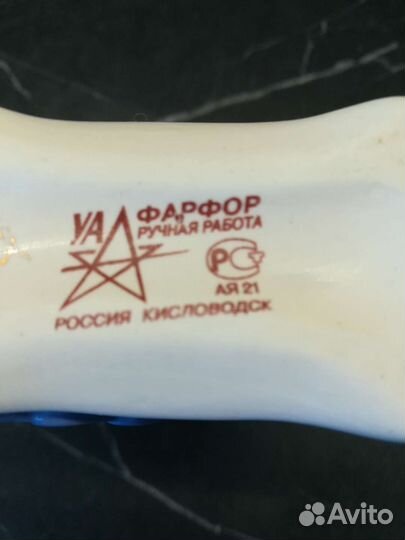 УА ФАРФОР
РУЧНАЯ РАБОТА
РС
АЯ 21
РОССИЯ КИСЛОВОДСК
Avito